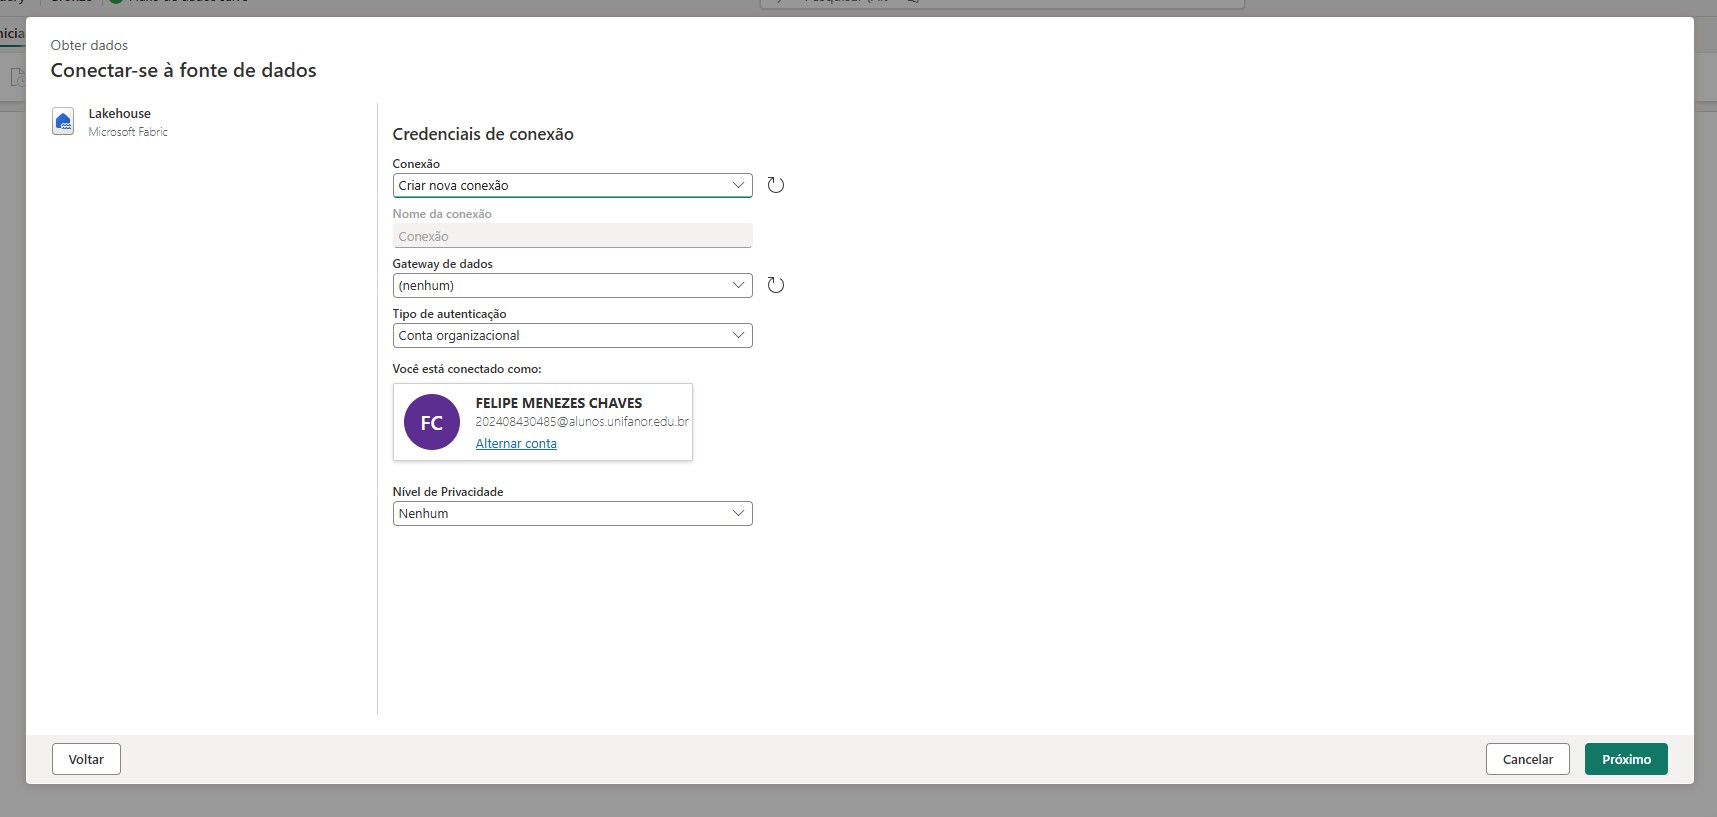 Obter dados
Conectar-se à fonte de dados
Lakehouse
Microsoft Fabric
Credenciais de conexão
Conexão
Criar nova conexão
Nome da conexão
Conexão
Gateway de dados
(nenhum)
Tipo de autenticação
Conta organizacional
Você está conectado como:
FC
FELIPE MENEZES CHAVES
202408430485@alunos.unifanor.edu.br
Alternar conta
Nível de Privacidade
Nenhum
Voltar
Cancelar
Próximo